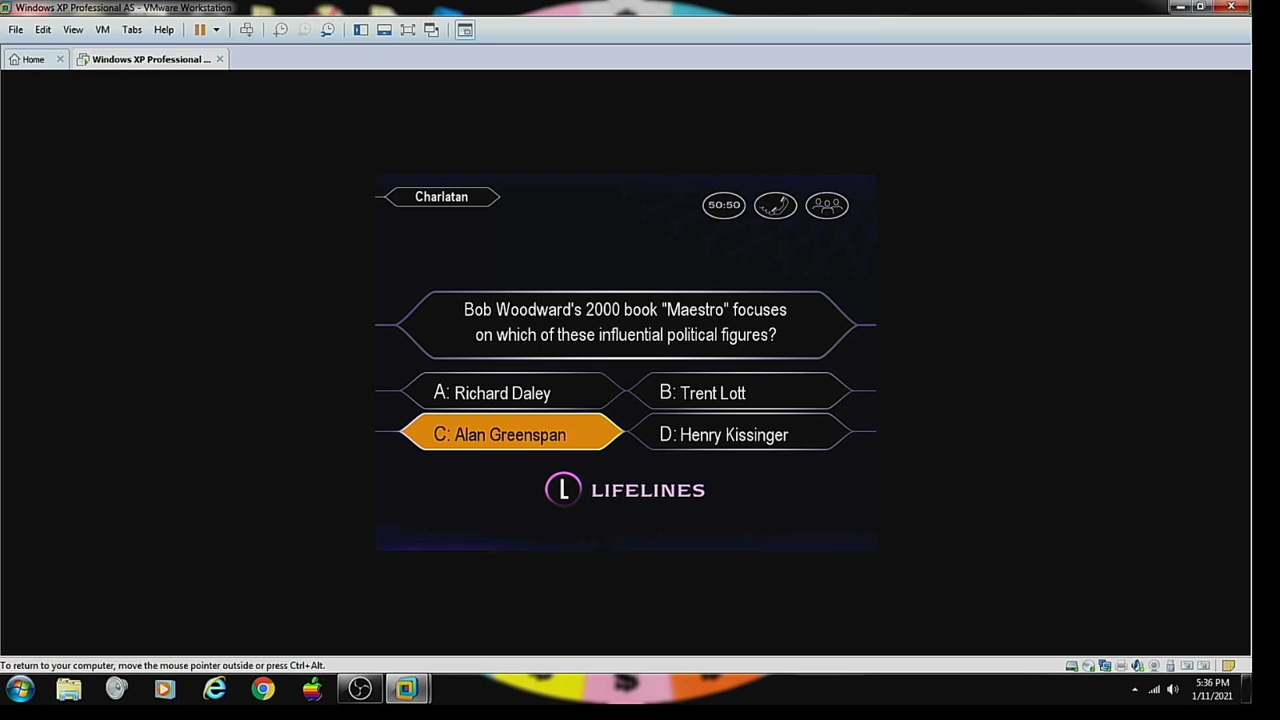 Windows XP Professional AS - VMware Workstation
File Edit View VM Tabs Help
Home Windows XP Professional ...
Charlatan
50:50
Bob Woodward's 2000 book "Maestro" focuses
on which of these influential political figures?
A: Richard Daley B: Trent Lott
C: Alan Greenspan D: Henry Kissinger
L LIFELINES
To return to your computer, move the mouse pointer outside or press Ctrl+Alt.
5:36 PM
1/11/2021